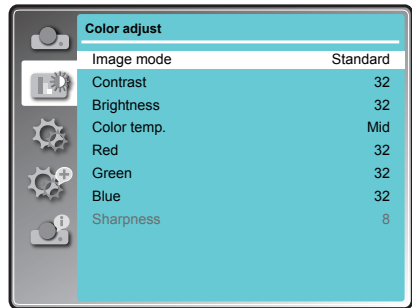 Color adjust
Image mode Standard
Contrast 32
Brightness 32
Color temp. Mid
Red 32
Green 32
Blue 32
Sharpness 8